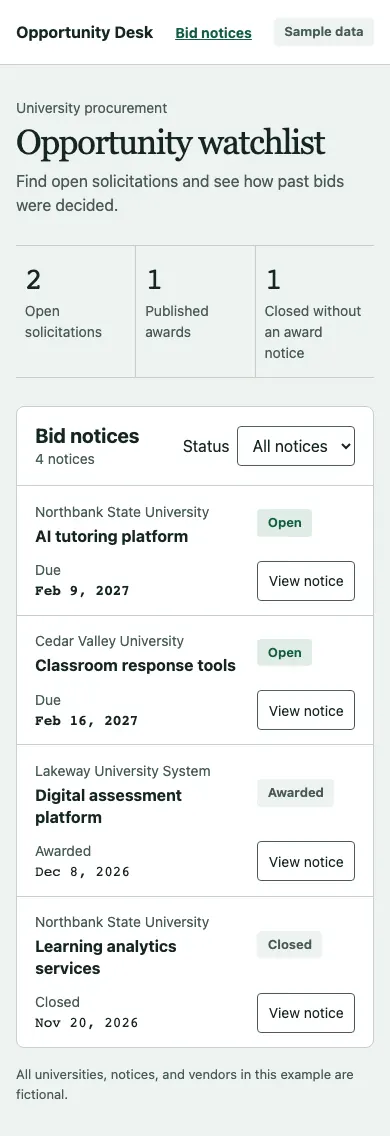 Opportunity Desk Bid notices Sample data
University procurement
Opportunity watchlist
Find open solicitations and see how past bids
were decided.
2
Open
solicitations
1
Published
awards
1
Closed without
an award
notice
Bid notices
4 notices
Status All notices
Northbank State University
AI tutoring platform
Open
Due
Feb 9, 2027
View notice
Cedar Valley University
Classroom response tools
Open
Due
Feb 16, 2027
View notice
Lakeway University System
Digital assessment
platform
Awarded
Awarded
Dec 8, 2026
View notice
Northbank State University
Learning analytics
services
Closed
Closed
Nov 20, 2026
View notice
All universities, notices, and vendors in this example are
fictional.